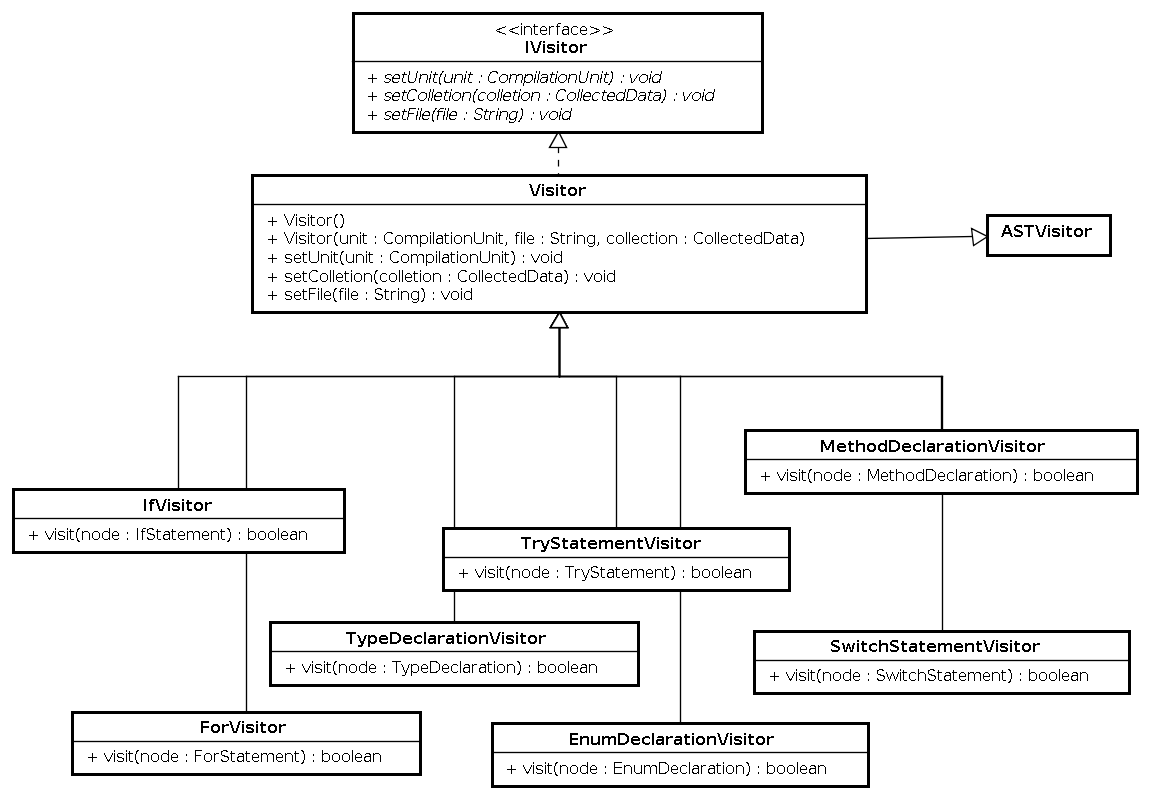 <<interface>>
IVisitor
+ setUnit(unit : CompilationUnit) : void
+ setColletion(colletion : CollectedData) : void
+ setFile(file : String) : void
Visitor
+ Visitor()
+ Visitor(unit : CompilationUnit, file : String, collection : CollectedData)
+ setUnit(unit : CompilationUnit) : void
+ setColletion(colletion : CollectedData) : void
+ setFile(file : String) : void
ASTVisitor
MethodDeclarationVisitor
+ visit(node : MethodDeclaration) : boolean
IfVisitor
+ visit(node : IfStatement) : boolean
TryStatementVisitor
+ visit(node : TryStatement) : boolean
TypeDeclarationVisitor
+ visit(node : TypeDeclaration) : boolean
SwitchStatementVisitor
+ visit(node : SwitchStatement) : boolean
ForVisitor
+ visit(node : ForStatement) : boolean
EnumDeclarationVisitor
+ visit(node : EnumDeclaration) : boolean